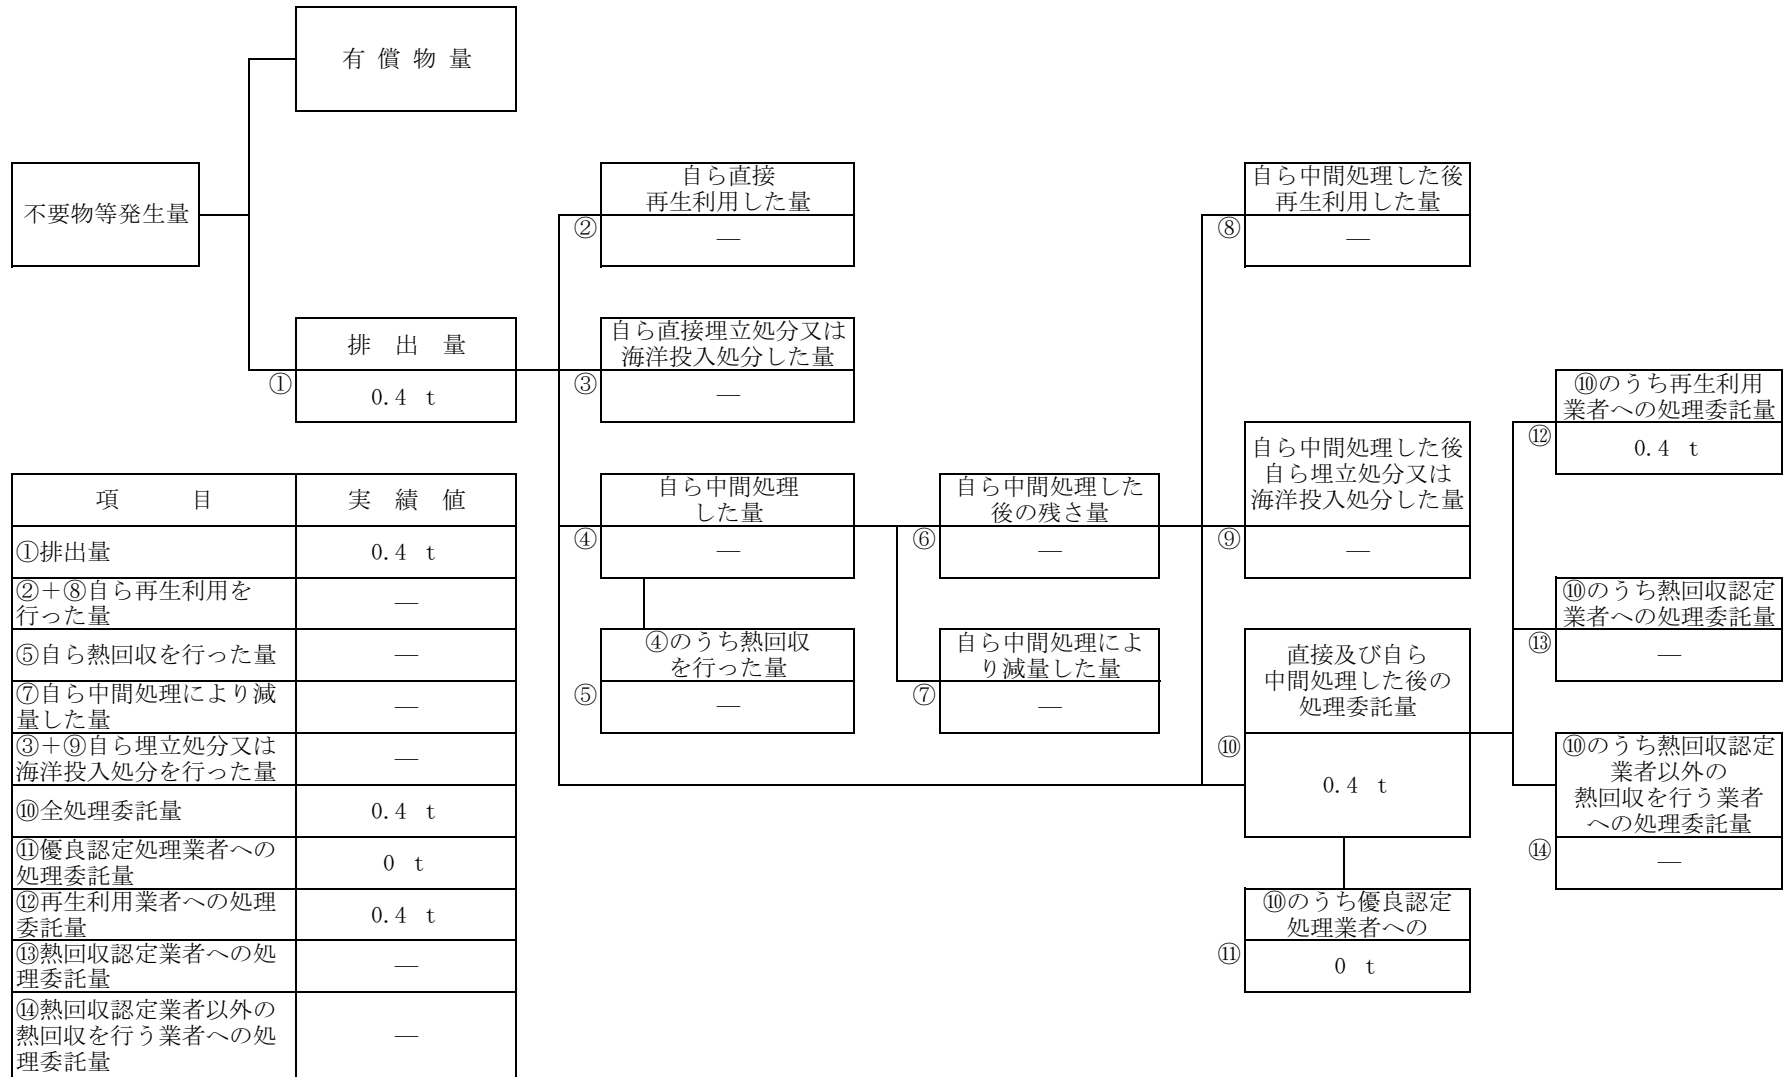 有 償 物 量
不要物等発生量
排 出 量
①
0.4 t
自ら直接
再生利用した量
②
―
自ら直接埋立処分又は
海洋投入処分した量
③
―
自ら中間処理
した量
④
―
④のうち熱回収
を行った量
⑤
―
自ら中間処理した
後の残さ量
⑥
―
自ら中間処理によ
り減量した量
⑦
―
自ら中間処理した後
再生利用した量
⑧
―
自ら中間処理した後
自ら埋立処分又は
海洋投入処分した量
⑨
―
直接及び自ら
中間処理した後の
処理委託量
⑩
0.4 t
⑩のうち優良認定
処理業者への
⑪
0 t
⑩のうち再生利用
業者への処理委託量
⑫
0.4 t
⑩のうち熱回収認定
業者への処理委託量
⑬
―
⑩のうち熱回収認定
業者以外の
熱回収を行う業者
への処理委託量
⑭
―
項 目 実 績 値
①排出量 0.4 t
②＋⑧自ら再生利用を
行った量
―
⑤自ら熱回収を行った量 ―
⑦自ら中間処理により減
量した量
―
③＋⑨自ら埋立処分又は
海洋投入処分を行った量
―
⑩全処理委託量 0.4 t
⑪優良認定処理業者への
処理委託量
0 t
⑫再生利用業者への処理
委託量
0.4 t
⑬熱回収認定業者への処
理委託量
―
⑭熱回収認定業者以外の
熱回収を行う業者への処
理委託量
―